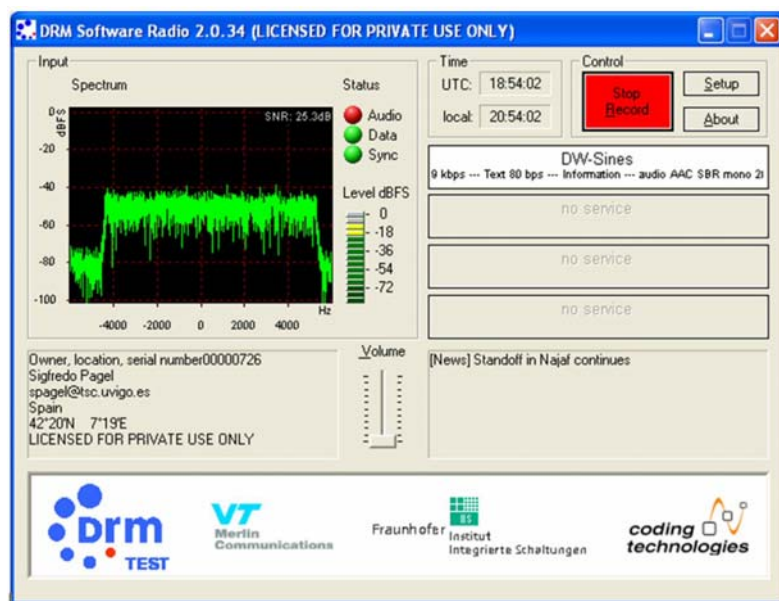 DRM Software Radio 2.0.34 (LICENSED FOR PRIVATE USE ONLY)
Input
Spectrum
dBFS
0
-20
-40
-60
-80
-100
SNR: 25.3dB
-4000 -2000 0 2000 4000
Hz
Status
Audio
Data
Sync
Level dBFS
0
-18
-36
-54
-72
Time
UTC: 18:54:02
local: 20:54:02
Control
Stop
Record
Setup
About
DW-Sines
9 kbps --- Text 80 bps --- Information --- audio AAC SBR mono 2
no service
no service
no service
Owner, location, serial number00000726
Sigfredo Pagel
spagel@tsc.uvigo.es
Spain
42°20'N 7°19'E
LICENSED FOR PRIVATE USE ONLY
Volume
[News] Standoff in Najaf continues
Drm
TEST
VT
Merlin
Communications
Fraunhofer
IIS
Institut
Integrierte Schaltungen
coding
technologies